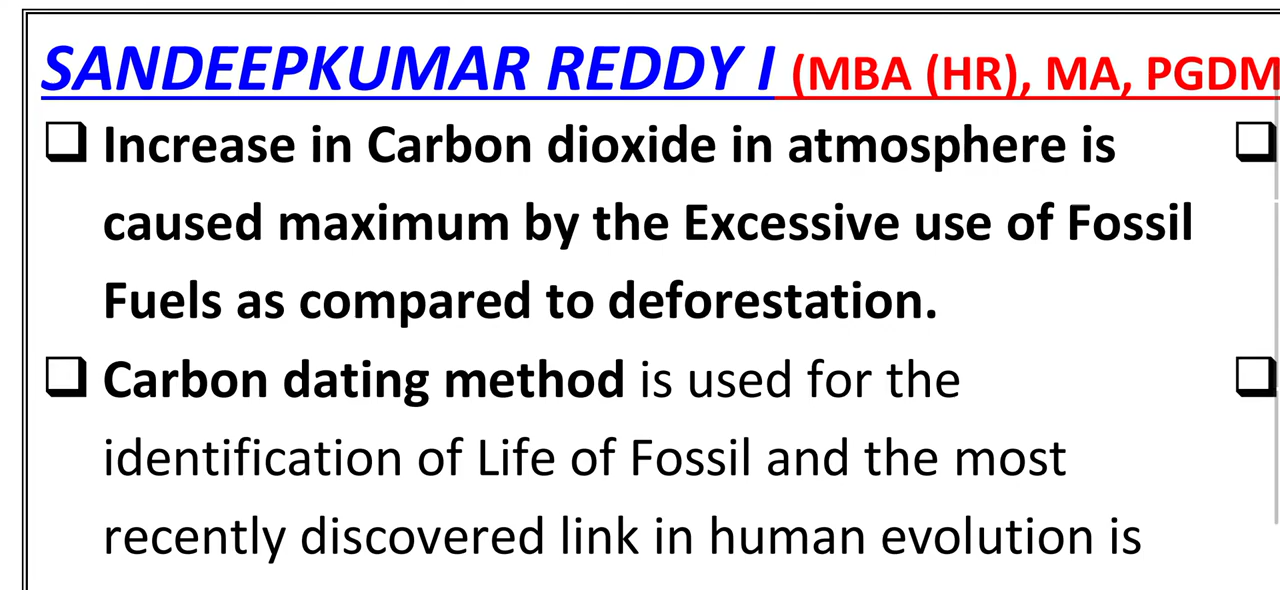 SANDEEPKUMAR REDDY I (MBA (HR), MA, PGDM
❑ Increase in Carbon dioxide in atmosphere is
caused maximum by the Excessive use of Fossil
Fuels as compared to deforestation.
❑ Carbon dating method is used for the
identification of Life of Fossil and the most
recently discovered link in human evolution is